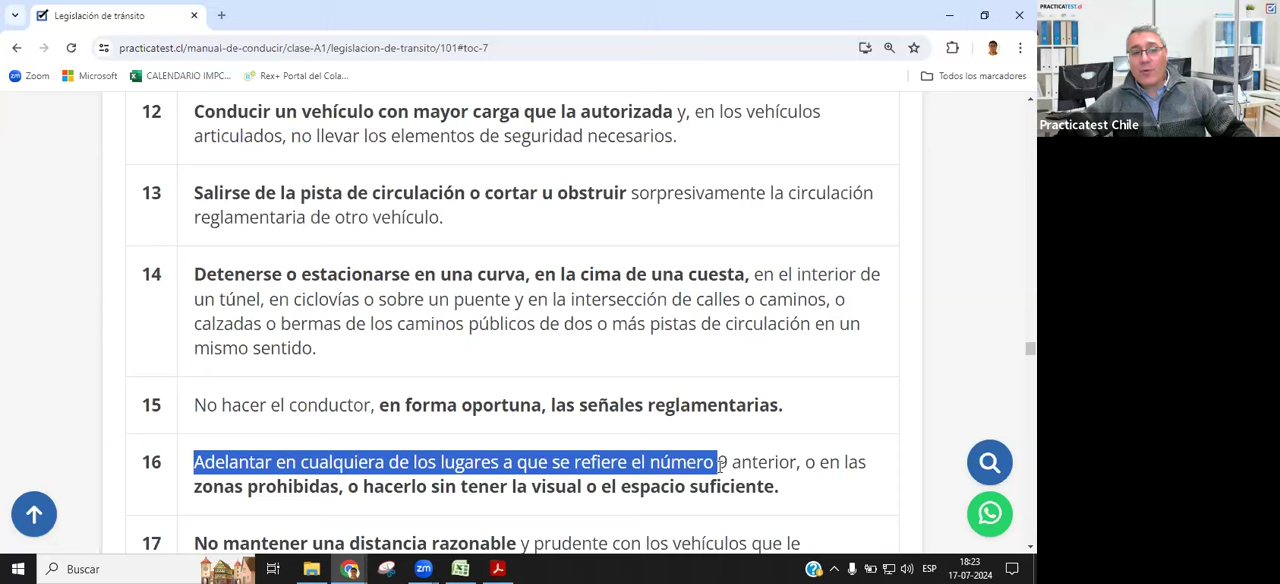 Legislación de tránsito
practicatest.cl/manual-de-conducir/clase-A1/legislacion-de-transito/101#toc-7
Zoom
Microsoft
CALENDARIO IMPC...
Rex+ Portal del Cola...
Todos los marcadores
PRACTICATEST.cl
Practicatest Chile
12 Conducir un vehículo con mayor carga que la autorizada y, en los vehículos
articulados, no llevar los elementos de seguridad necesarios.
13 Salirse de la pista de circulación o cortar u obstruir sorpresivamente la circulación
reglamentaria de otro vehículo.
14 Detenerse o estacionarse en una curva, en la cima de una cuesta, en el interior de
un túnel, en ciclovías o sobre un puente y en la intersección de calles o caminos, o
calzadas o bermas de los caminos públicos de dos o más pistas de circulación en un
mismo sentido.
15 No hacer el conductor, en forma oportuna, las señales reglamentarias.
16 Adelantar en cualquiera de los lugares a que se refiere el número 9 anterior, o en las
zonas prohibidas, o hacerlo sin tener la visual o el espacio suficiente.
17 No mantener una distancia razonable y prudente con los vehículos que le
Buscar
zm
ESP
18:23
17-07-2024